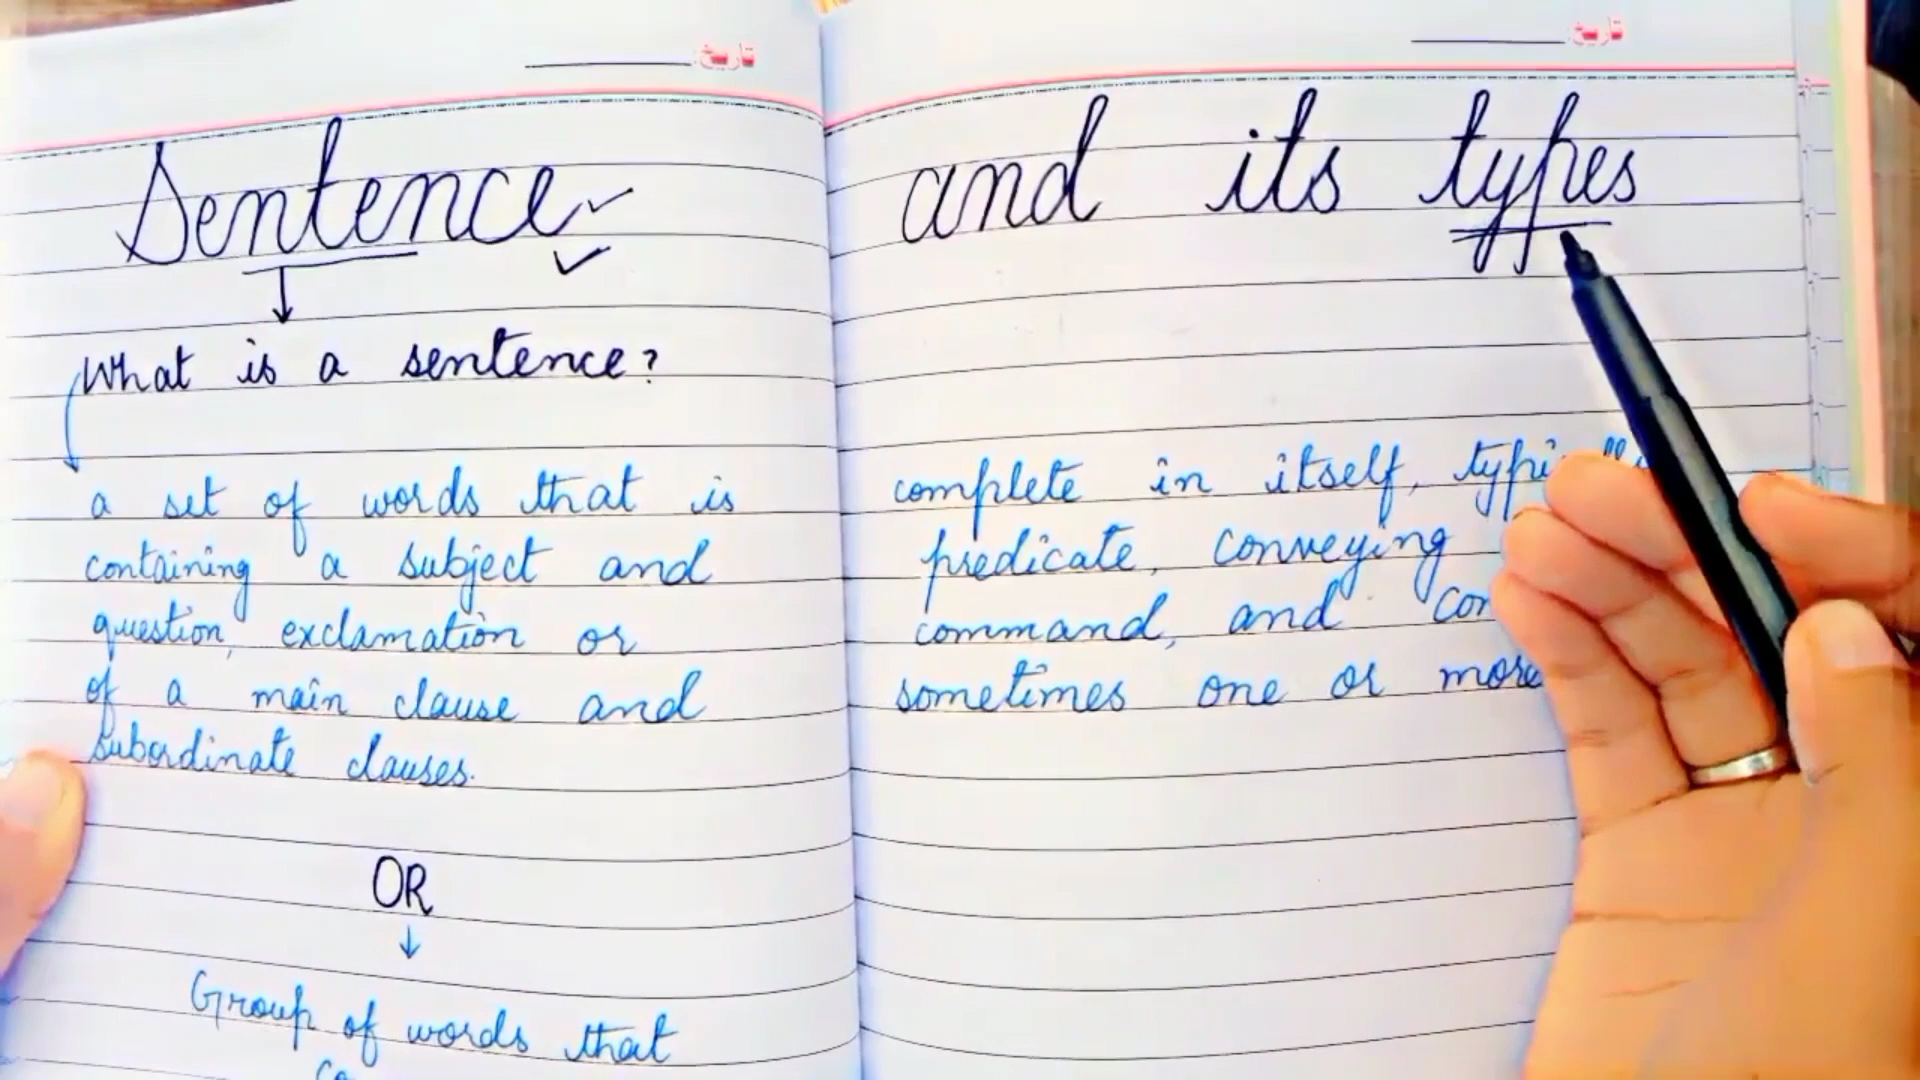 تاریخ:
تاریخ:
Sentence and its types
What is a sentence?
a set of words that is complete in itself,
containing a subject and predicate, conveying
question, exclamation or command, and
of a main clause and sometimes one or more
subordinate clauses.
OR
Group of words that